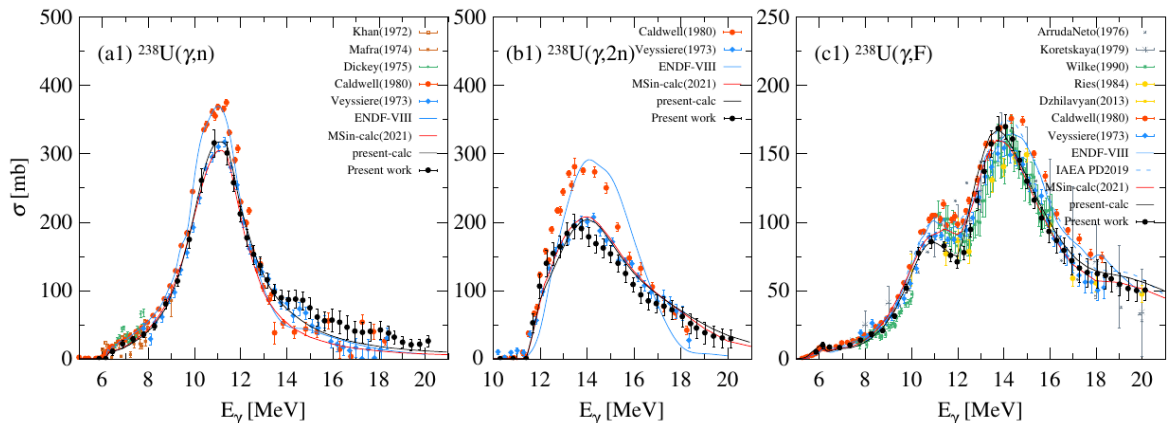 500
400
300
200
100
0
σ [mb]
(a1) ²³⁸U(γ,n)
Khan(1972)
Mafra(1974)
Dickey(1975)
Caldwell(1980)
Veyssiere(1973)
ENDF-VIII
MSin-calc(2021)
present-calc
Present work
6 8 10 12 14 16 18 20
E_γ [MeV]
500
400
300
200
100
0
(b1) ²³⁸U(γ,2n)
Caldwell(1980)
Veyssiere(1973)
ENDF-VIII
MSin-calc(2021)
present-calc
Present work
10 12 14 16 18 20
E_γ [MeV]
250
200
150
100
50
0
(c1) ²³⁸U(γ,F)
ArrudaNeto(1976)
Koretskaya(1979)
Wilke(1990)
Ries(1984)
Dzhilavyan(2013)
Caldwell(1980)
Veyssiere(1973)
ENDF-VIII
IAEA PD2019
MSin-calc(2021)
present-calc
Present work
6 8 10 12 14 16 18 20
E_γ [MeV]